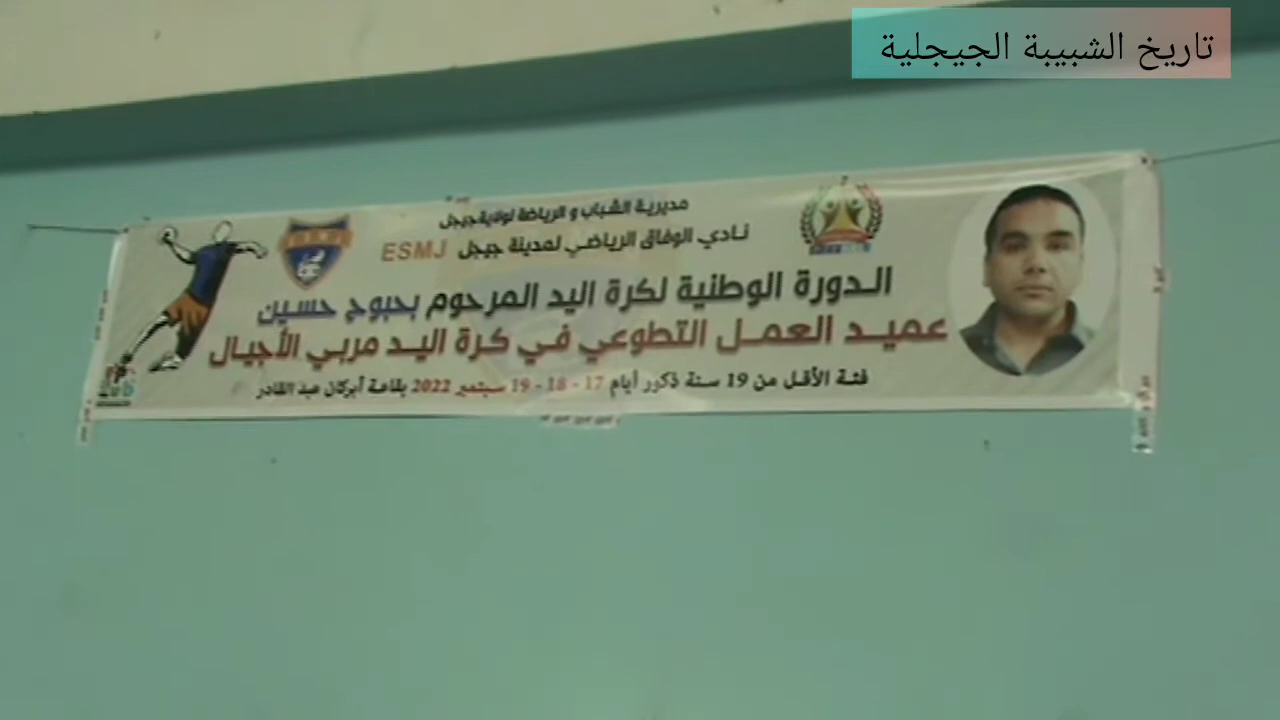 تاريخ الشبيبة الجيجلية
مديرية الشباب و الرياضة لولاية جيجل
نادي الوفاق الرياضي لمدينة جيجل ESMJ
الدورة الوطنية لكرة اليد المرحوم بحبوح حسين
عميد العمل التطوعي في كرة اليد مربي الأجيال
فئة الأقل من 19 سنة ذكور أيام 17 - 18 - 19 سبتمبر 2022 بقاعة أبركان عبد القادر